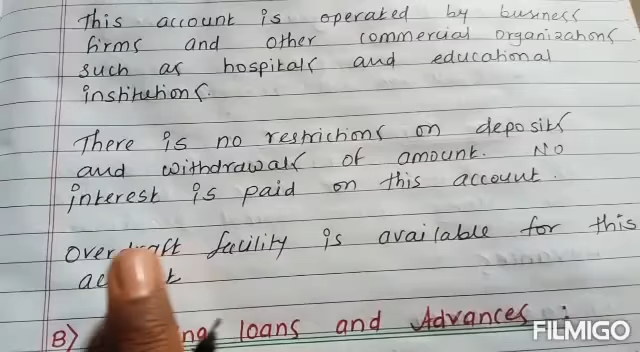 This account is operated by business
firms and other commercial organizations
such as hospitals and educational
institutions.
There is no restrictions on deposits
and withdrawals of amount. No
interest is paid on this account.
facility is available for this
B) loans and Advances :
FILMIGO